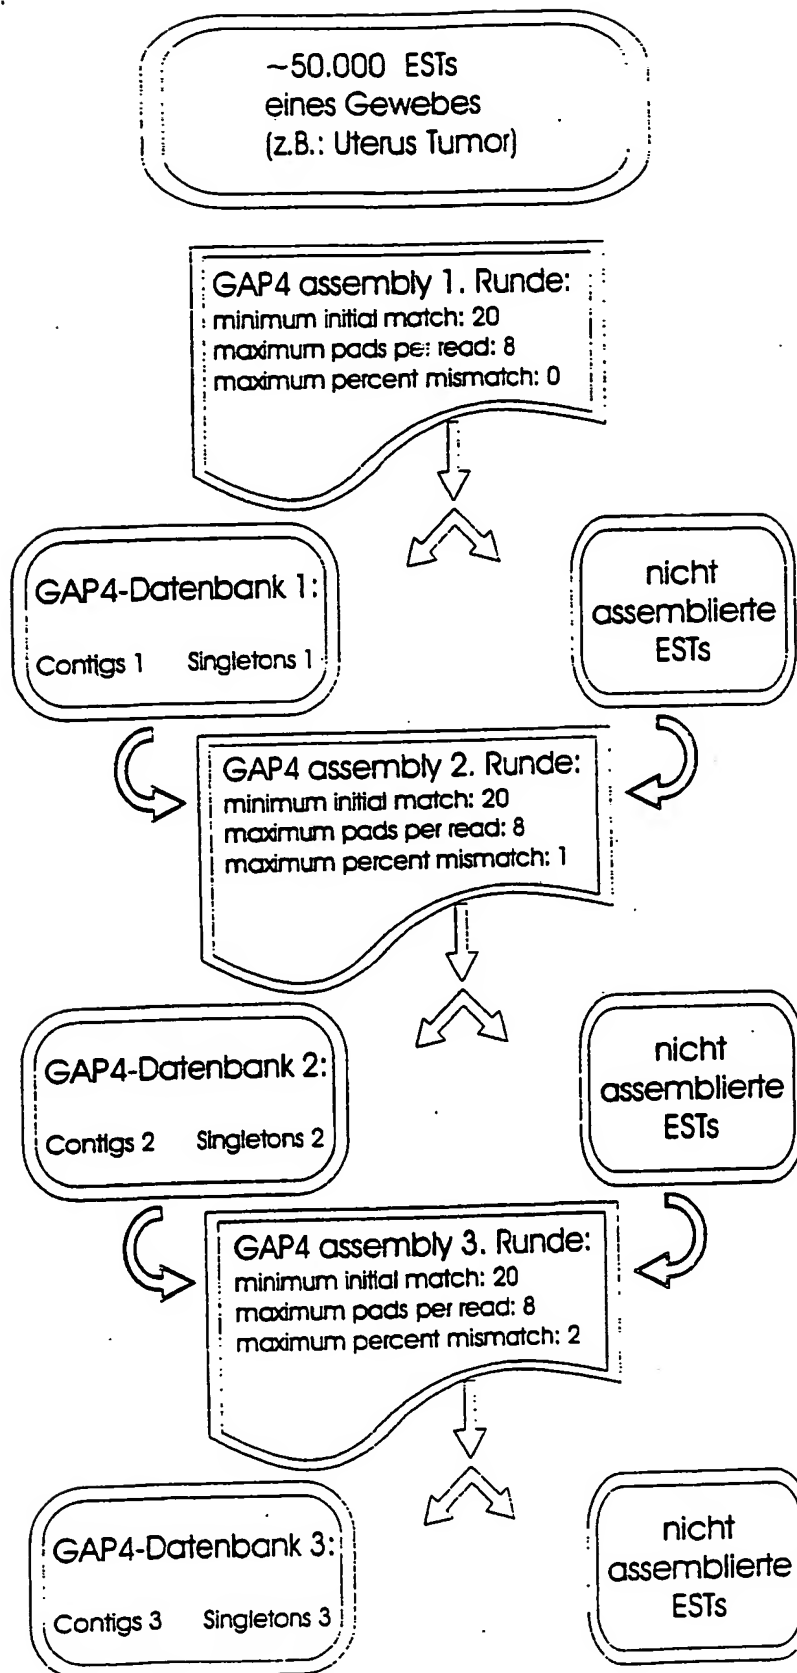 ~50.000 ESTs
eines Gewebes
(z.B.: Uterus Tumor)
GAP4 assembly 1. Runde:
minimum initial match: 20
maximum pads per read: 8
maximum percent mismatch: 0
GAP4-Datenbank 1:
Contigs 1 Singletons 1
nicht
assemblierte
ESTs
GAP4 assembly 2. Runde:
minimum initial match: 20
maximum pads per read: 8
maximum percent mismatch: 1
GAP4-Datenbank 2:
Contigs 2 Singletons 2
nicht
assemblierte
ESTs
GAP4 assembly 3. Runde:
minimum initial match: 20
maximum pads per read: 8
maximum percent mismatch: 2
GAP4-Datenbank 3:
Contigs 3 Singletons 3
nicht
assemblierte
ESTs